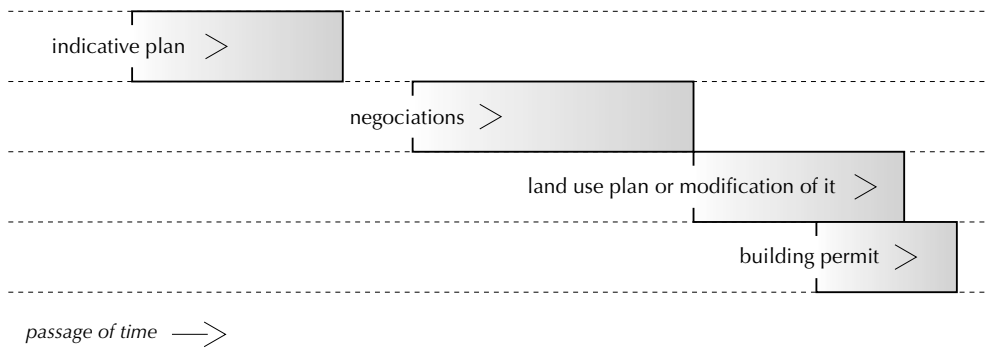 indicative plan
negociations
land use plan or modification of it
building permit
passage of time